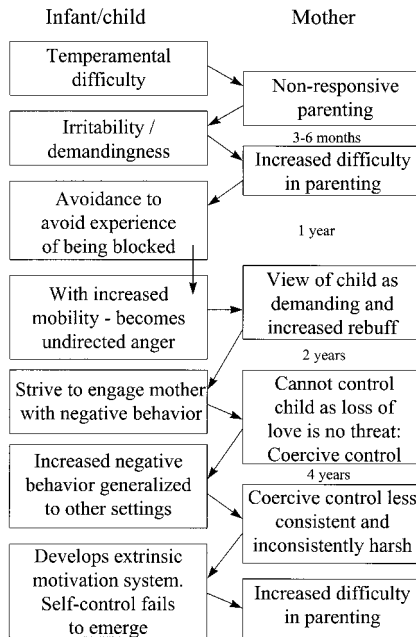 Infant/child
Mother
Temperamental
difficulty
Non-responsive
parenting
Irritability /
demandingness
3-6 months
Increased difficulty
in parenting
Avoidance to
avoid experience
of being blocked
1 year
With increased
mobility - becomes
undirected anger
View of child as
demanding and
increased rebuff
2 years
Strive to engage mother
with negative behavior
Cannot control
child as loss of
love is no threat:
Coercive control
Increased negative
behavior generalized
to other settings
4 years
Coercive control less
consistent and
inconsistently harsh
Develops extrinsic
motivation system.
Self-control fails
to emerge
Increased difficulty
in parenting